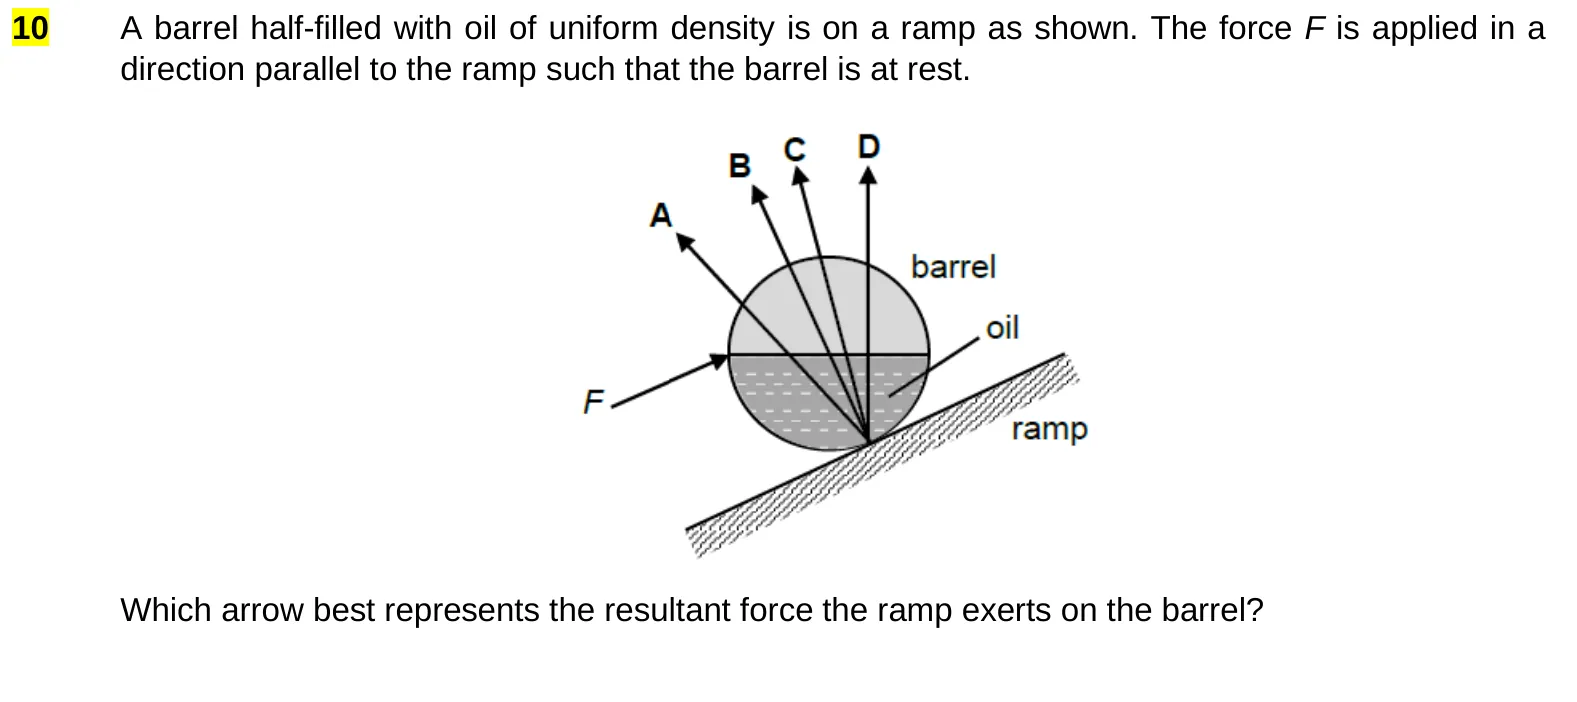 10 A barrel half-filled with oil of uniform density is on a ramp as shown. The force F is applied in a
direction parallel to the ramp such that the barrel is at rest.
A B C D
barrel
oil
F
ramp
Which arrow best represents the resultant force the ramp exerts on the barrel?